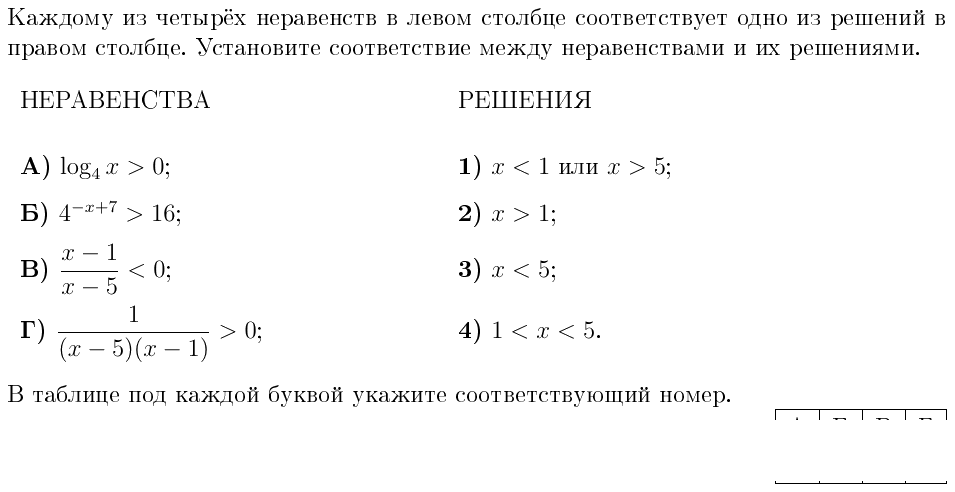 Каждому из четырёх неравенств в левом столбце соответствует одно из решений в
правом столбце. Установите соответствие между неравенствами и их решениями.
НЕРАВЕНСТВА РЕШЕНИЯ
А) log₄ x > 0; 1) x < 1 или x > 5;
Б) 4^{−x+7} > 16; 2) x > 1;
В) \frac{x − 1}{x − 5} < 0; 3) x < 5;
Г) \frac{1}{(x − 5)(x − 1)} > 0; 4) 1 < x < 5.
В таблице под каждой буквой укажите соответствующий номер.